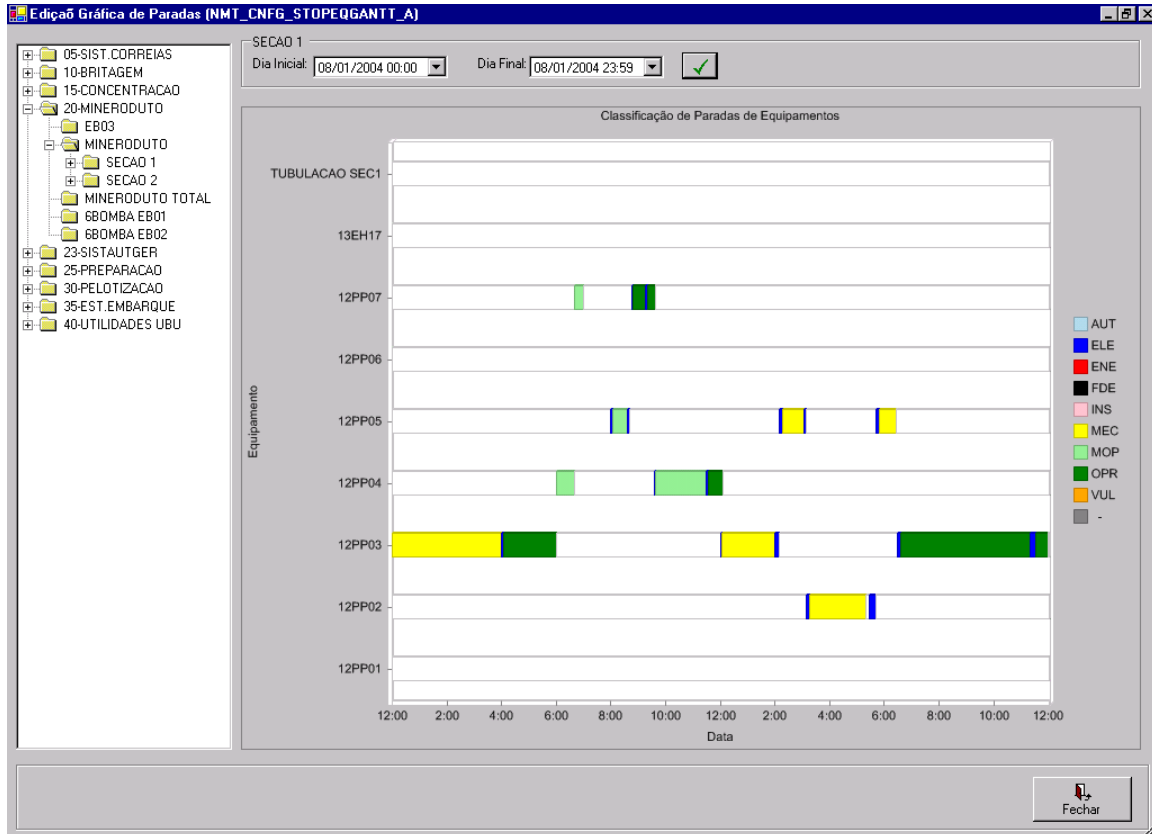 Ediçaõ Gráfica de Paradas (NMT_CNFG_STOPEQGANTT_A)
05-SIST.CORREIAS
10-BRITAGEM
15-CONCENTRACAO
20-MINERODUTO
EB03
MINERODUTO
SECAO 1
SECAO 2
MINERODUTO TOTAL
6BOMBA EB01
6BOMBA EB02
23-SISTAUTGER
25-PREPARACAO
30-PELOTIZACAO
35-EST.EMBARQUE
40-UTILIDADES UBU
SECAO 1
Dia Inicial: 08/01/2004 00:00 Dia Final: 08/01/2004 23:59
Classificação de Paradas de Equipamentos
Equipamento
TUBULACAO SEC1
13EH17
12PP07
12PP06
12PP05
12PP04
12PP03
12PP02
12PP01
12:00 2:00 4:00 6:00 8:00 10:00 12:00 2:00 4:00 6:00 8:00 10:00 12:00
Data
AUT
ELE
ENE
FDE
INS
MEC
MOP
OPR
VUL
-
Fechar